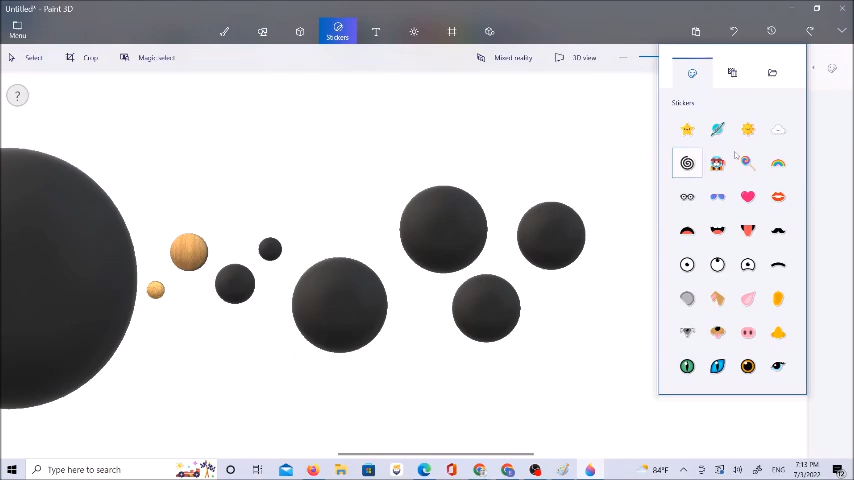 Untitled* - Paint 3D
Menu
Stickers
T
Select
Crop
Magic select
Mixed reality
3D view
?
Stickers
Type here to search
84°F
ENG
7:13 PM
7/3/2022
12